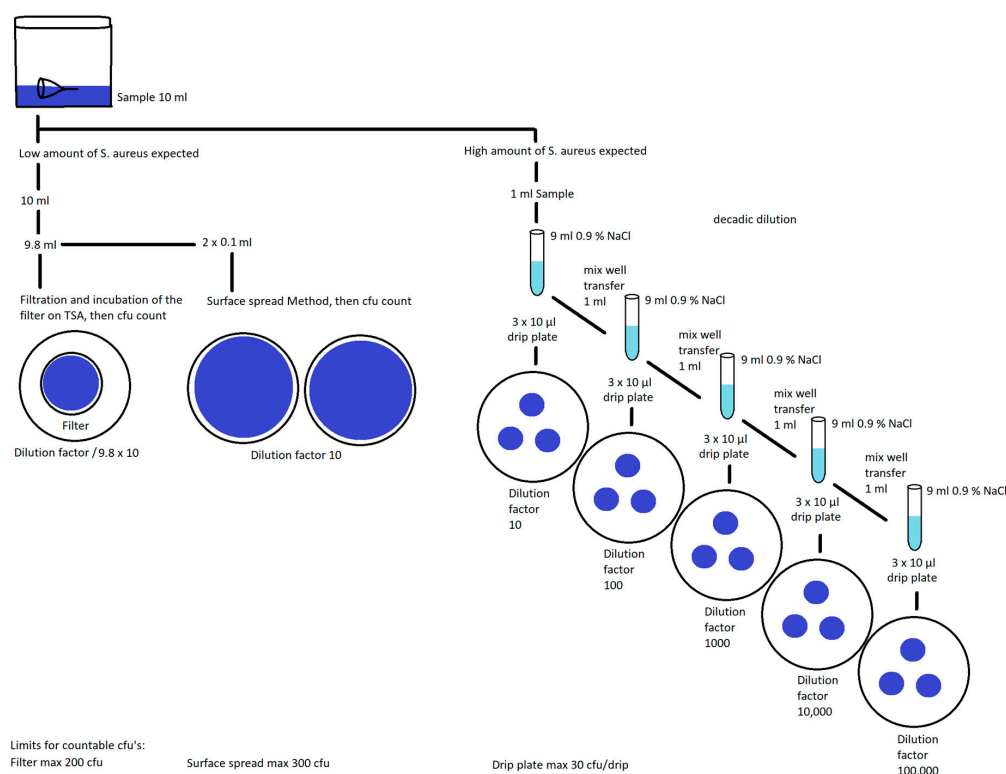 Sample 10 ml
Low amount of S. aureus expected
High amount of S. aureus expected
10 ml
1 ml Sample
decadic dilution
9.8 ml
2 x 0.1 ml
9 ml 0.9 % NaCl
mix well
transfer
1 ml
9 ml 0.9 % NaCl
Filtration and incubation of the
filter on TSA, then cfu count
Surface spread Method, then cfu count
3 x 10 µl
drip plate
mix well
transfer
1 ml
9 ml 0.9 % NaCl
3 x 10 µl
drip plate
mix well
transfer
1 ml
9 ml 0.9 % NaCl
Filter
3 x 10 µl
drip plate
mix well
transfer
1 ml
9 ml 0.9 % NaCl
Dilution factor /9.8 x 10
Dilution factor 10
Dilution
factor
10
3 x 10 µl
drip plate
Dilution
factor
100
3 x 10 µl
drip plate
Dilution
factor
1000
Dilution
factor
10,000
Dilution
factor
100,000
Limits for countable cfu's:
Filter max 200 cfu
Surface spread max 300 cfu
Drip plate max 30 cfu/drip